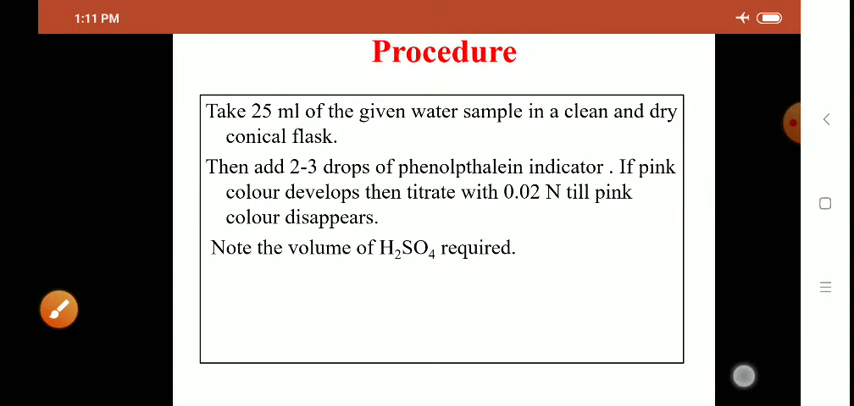 1:11 PM
Procedure
Take 25 ml of the given water sample in a clean and dry
conical flask.
Then add 2-3 drops of phenolpthalein indicator . If pink
colour develops then titrate with 0.02 N till pink
colour disappears.
Note the volume of H₂SO₄ required.